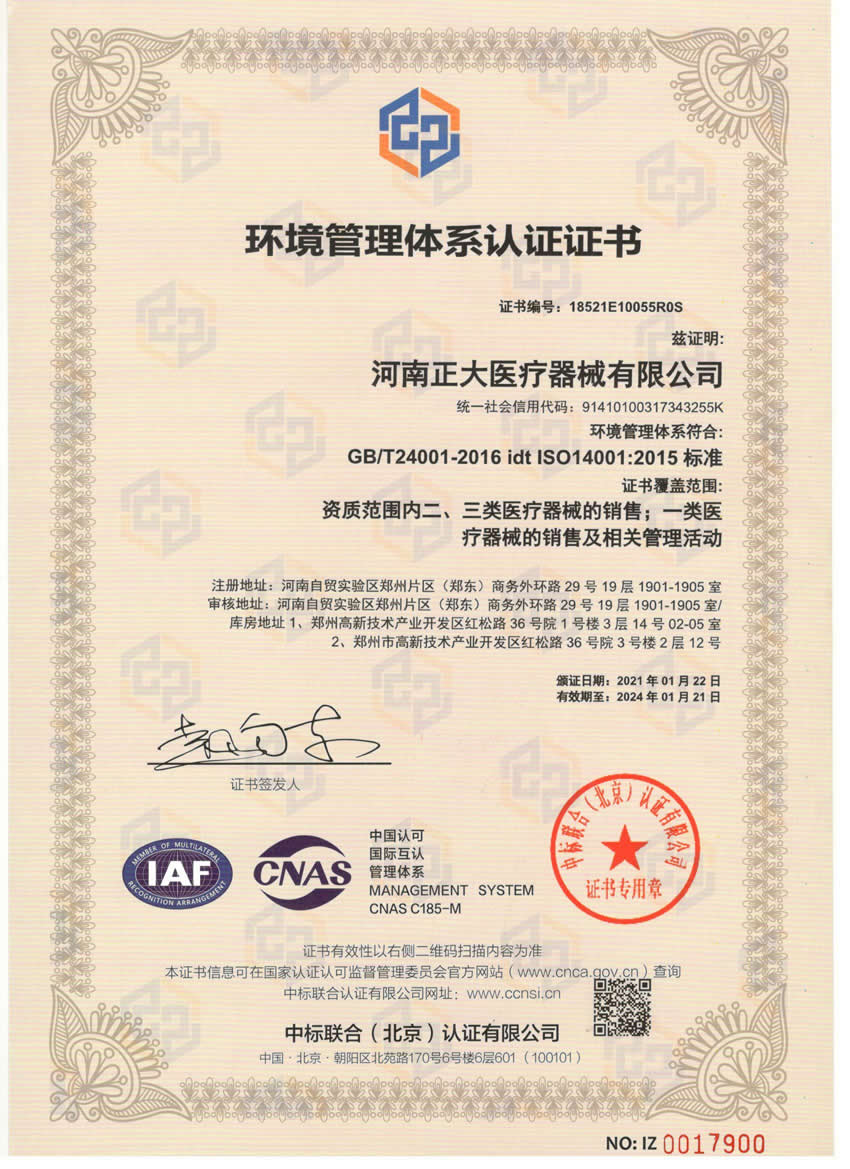 环境管理体系认证证书
证书编号：18521E10055R0S
兹证明:
河南正大医疗器械有限公司
统一社会信用代码：91410100317343255K
环境管理体系符合:
GB/T24001-2016 idt ISO14001:2015 标准
证书覆盖范围:
资质范围内二、三类医疗器械的销售；一类医
疗器械的销售及相关管理活动
注册地址：河南自贸实验区郑州片区（郑东）商务外环路 29 号 19 层 1901-1905 室
审核地址：河南自贸实验区郑州片区（郑东）商务外环路 29 号 19 层 1901-1905 室/
库房地址 1、郑州高新技术产业开发区红松路 36 号院 1 号楼 3 层 14 号 02-05 室
2、郑州市高新技术产业开发区红松路 36 号院 3 号楼 2 层 12 号
颁证日期：2021 年 01 月 22 日
有效期至：2024 年 01 月 21 日
证书签发人
MEMBER OF MULTILATERAL
IAF
RECOGNITION ARRANGEMENT
CNAS
中国认可
国际互认
管理体系
MANAGEMENT SYSTEM
CNAS C185-M
中标联合（北京）认证有限公司
证书专用章
证书有效性以右侧二维码扫描内容为准
本证书信息可在国家认证认可监督管理委员会官方网站（www.cnca.gov.cn）查询
中标联合认证有限公司网址：www.ccnsi.cn
中标联合（北京）认证有限公司
中国·北京·朝阳区北苑路170号6号楼6层601（100101）
NO: IZ 0017900